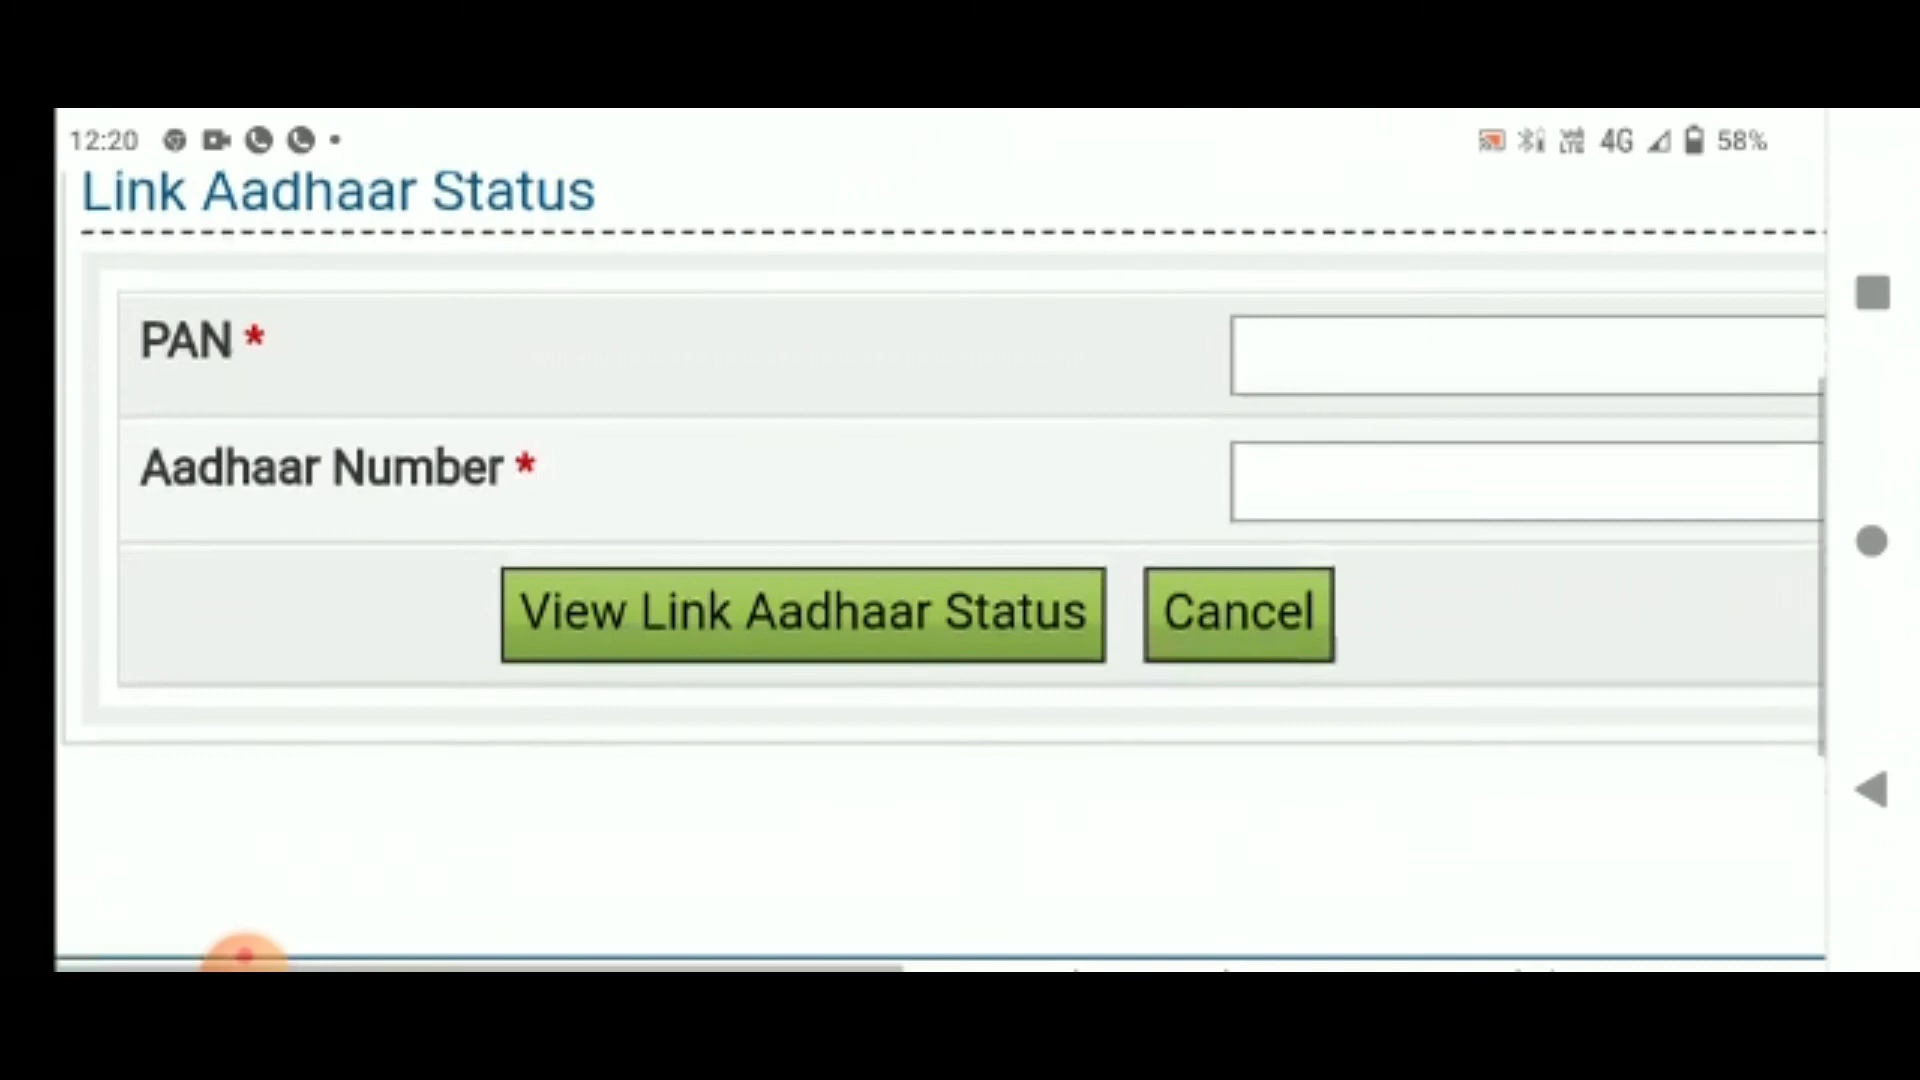 12:20 4G 58%
Link Aadhaar Status
PAN *
Aadhaar Number *
View Link Aadhaar Status Cancel